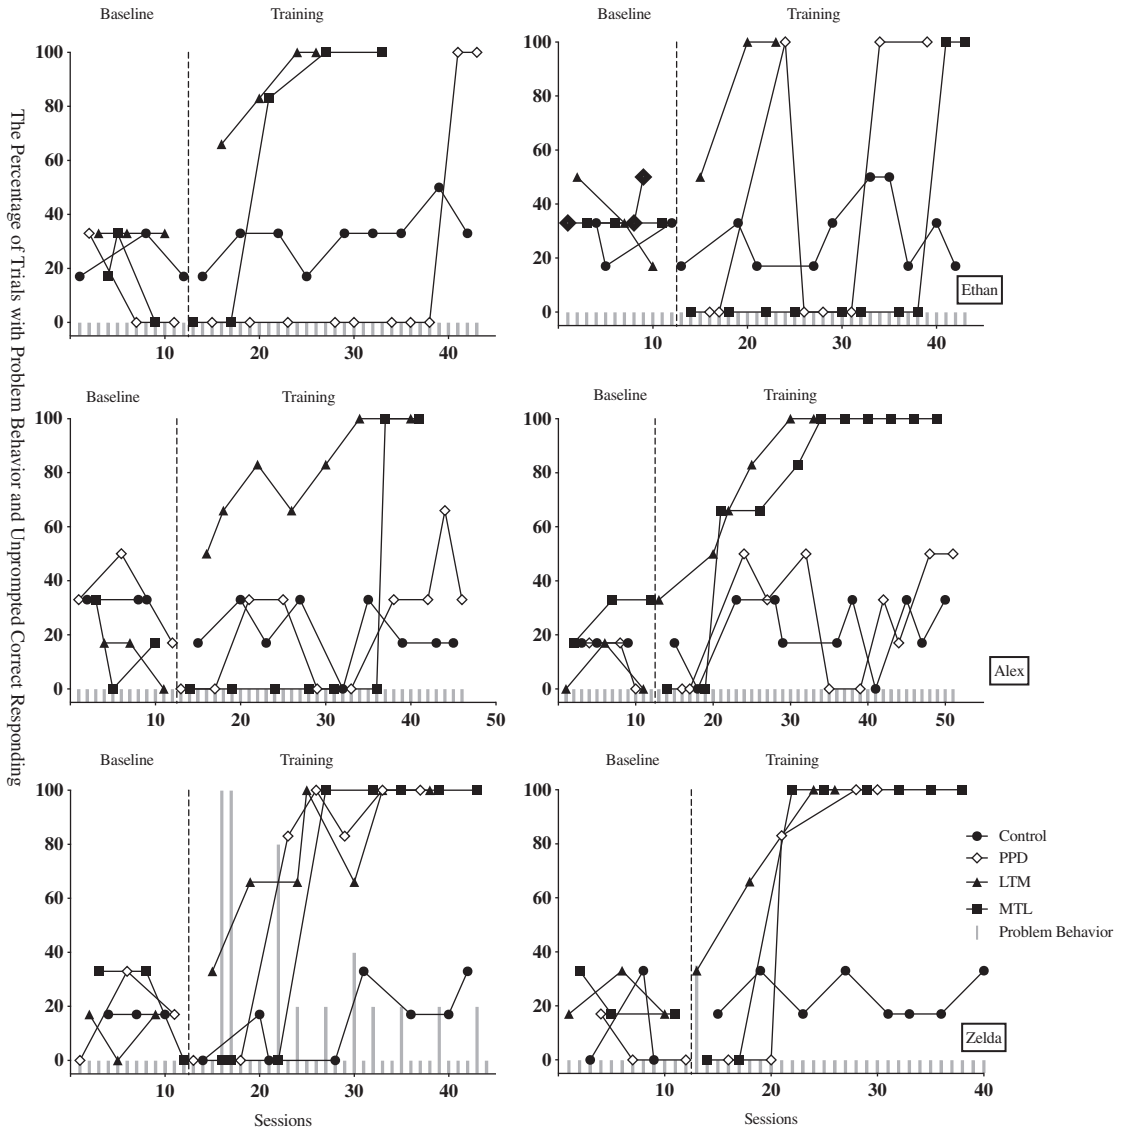 Baseline Training Baseline Training
100
80
60
40
20
0
10 20 30 40
100
80
60
40
20
0
10 20 30 40
Ethan
The Percentage of Trials with Problem Behavior and Unprompted Correct Responding
Baseline Training Baseline Training
100
80
60
40
20
0
10 20 30 40 50
100
80
60
40
20
0
10 20 30 40 50
Alex
Baseline Training Baseline Training
100
80
60
40
20
0
10 20 30 40
Sessions
100
80
60
40
20
0
10 20 30 40
Sessions
Control
PPD
LTM
MTL
Problem Behavior
Zelda